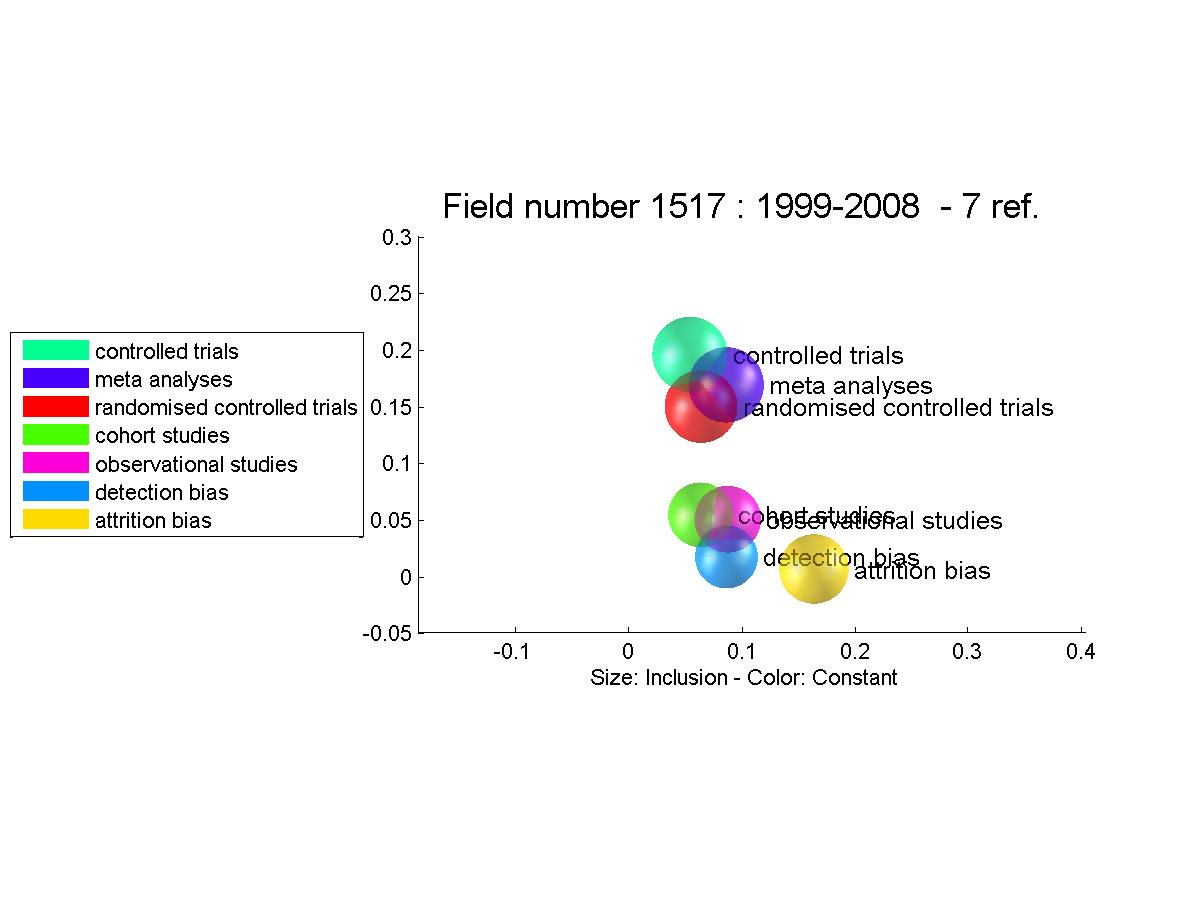 Field number 1517 : 1999-2008 - 7 ref.
0.3
0.25
0.2
0.15
0.1
0.05
0
-0.05
-0.1
0
0.1
0.2
0.3
0.4
Size: Inclusion - Color: Constant
controlled trials
meta analyses
randomised controlled trials
cohort studies
observational studies
detection bias
attrition bias
controlled trials
meta analyses
randomised controlled trials
cohort studies
observational studies
detection bias
attrition bias